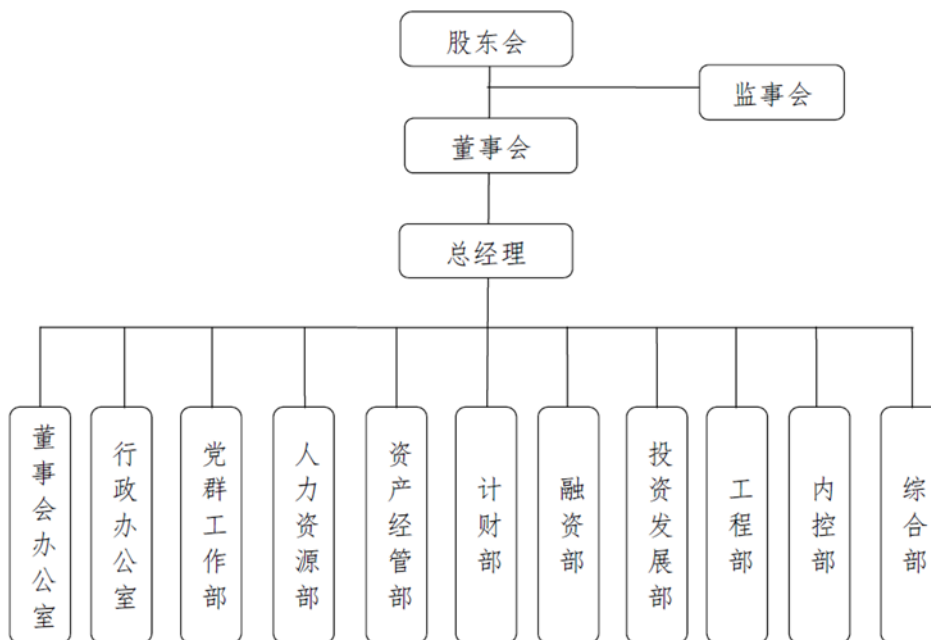 股东会
监事会
董事会
总经理
董事会办公室
行政办公室
党群工作部
人力资源部
资产经管部
计财部
融资部
投资发展部
工程部
内控部
综合部